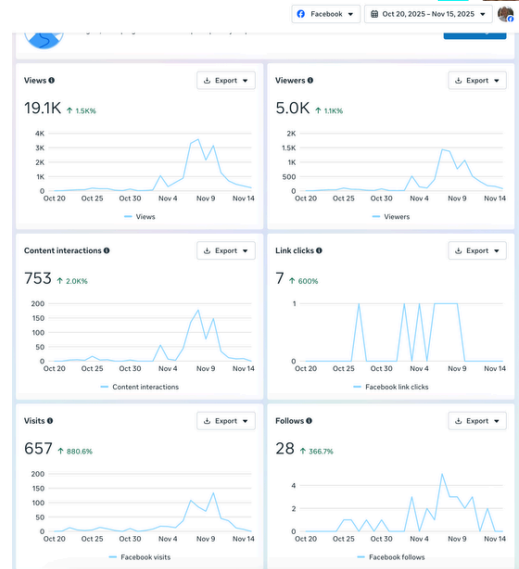 Facebook
Oct 20, 2025 – Nov 15, 2025
Views
Export
19.1K ↑ 1.5K%
4K
3K
2K
1K
0
Oct 20 Oct 25 Oct 30 Nov 4 Nov 9 Nov 14
Views
Viewers
Export
5.0K ↑ 1.1K%
2K
1.5K
1K
500
0
Oct 20 Oct 25 Oct 30 Nov 4 Nov 9 Nov 14
Viewers
Content interactions
Export
753 ↑ 2.0K%
200
150
100
50
0
Oct 20 Oct 25 Oct 30 Nov 4 Nov 9 Nov 14
Content interactions
Link clicks
Export
7 ↑ 600%
1
0
Oct 20 Oct 25 Oct 30 Nov 4 Nov 9 Nov 14
Facebook link clicks
Visits
Export
657 ↑ 880.6%
200
150
100
50
0
Oct 20 Oct 25 Oct 30 Nov 4 Nov 9 Nov 14
Facebook visits
Follows
Export
28 ↑ 366.7%
4
2
0
Oct 20 Oct 25 Oct 30 Nov 4 Nov 9 Nov 14
Facebook follows